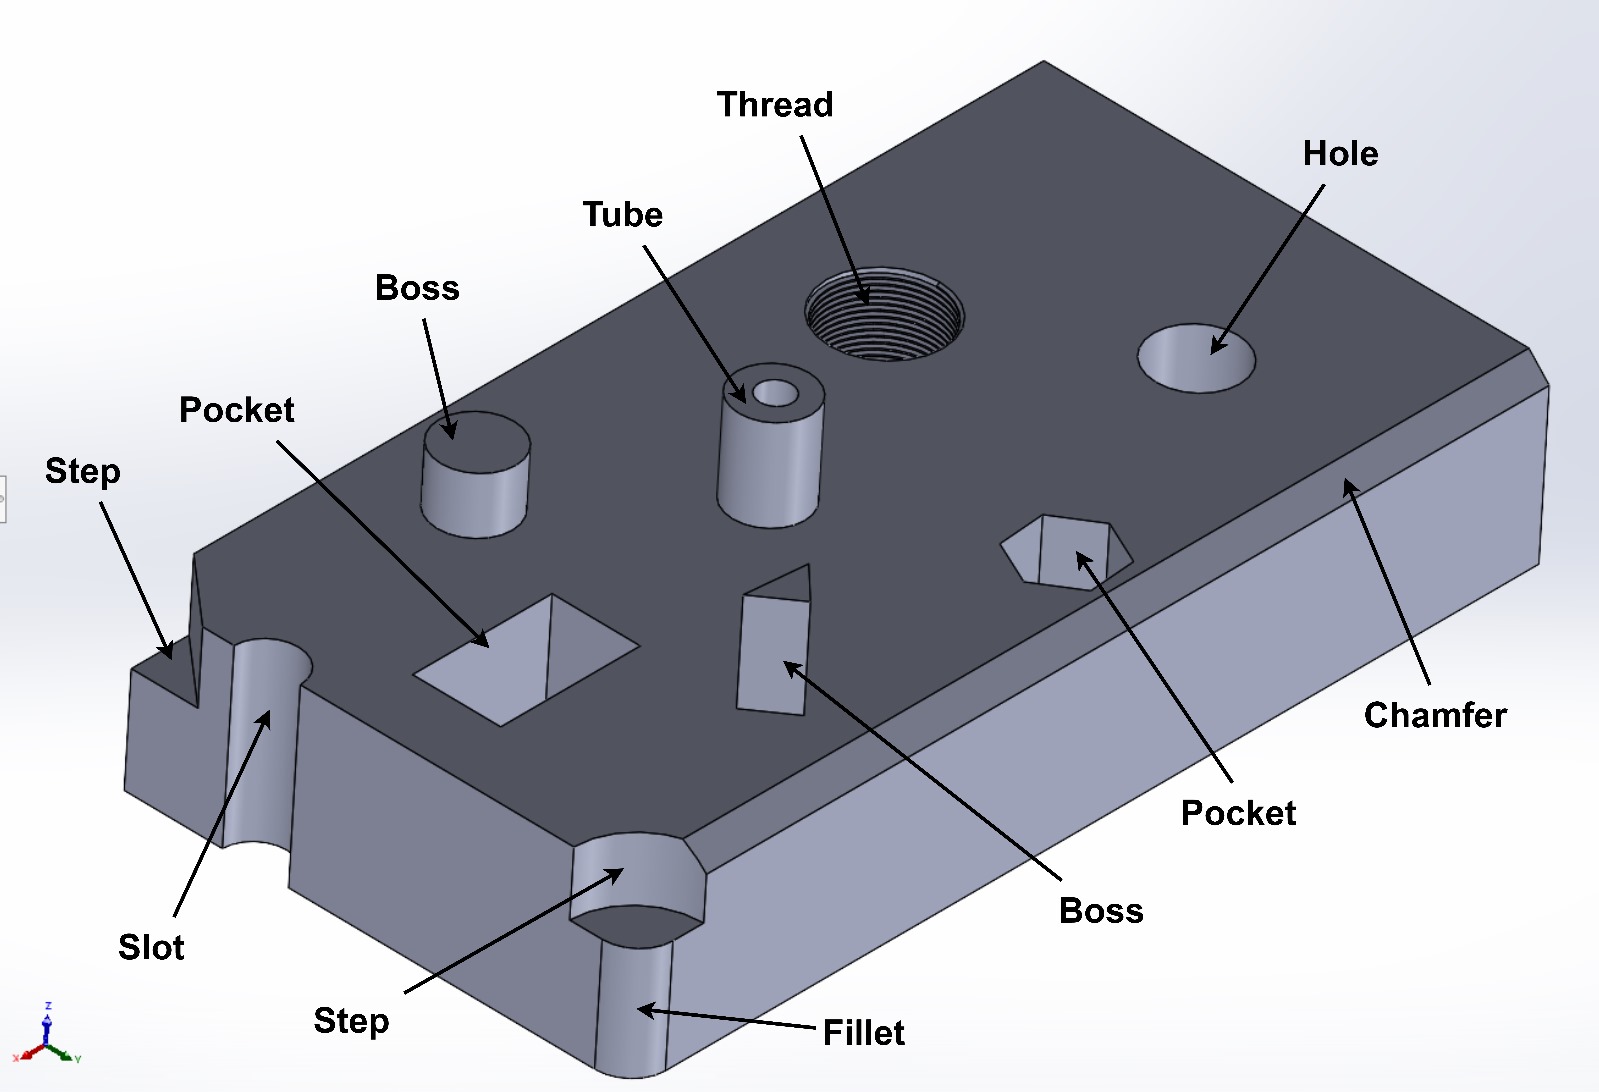 Thread
Hole
Tube
Boss
Pocket
Step
Chamfer
Pocket
Boss
Slot
Step
Fillet
Z
X
Y